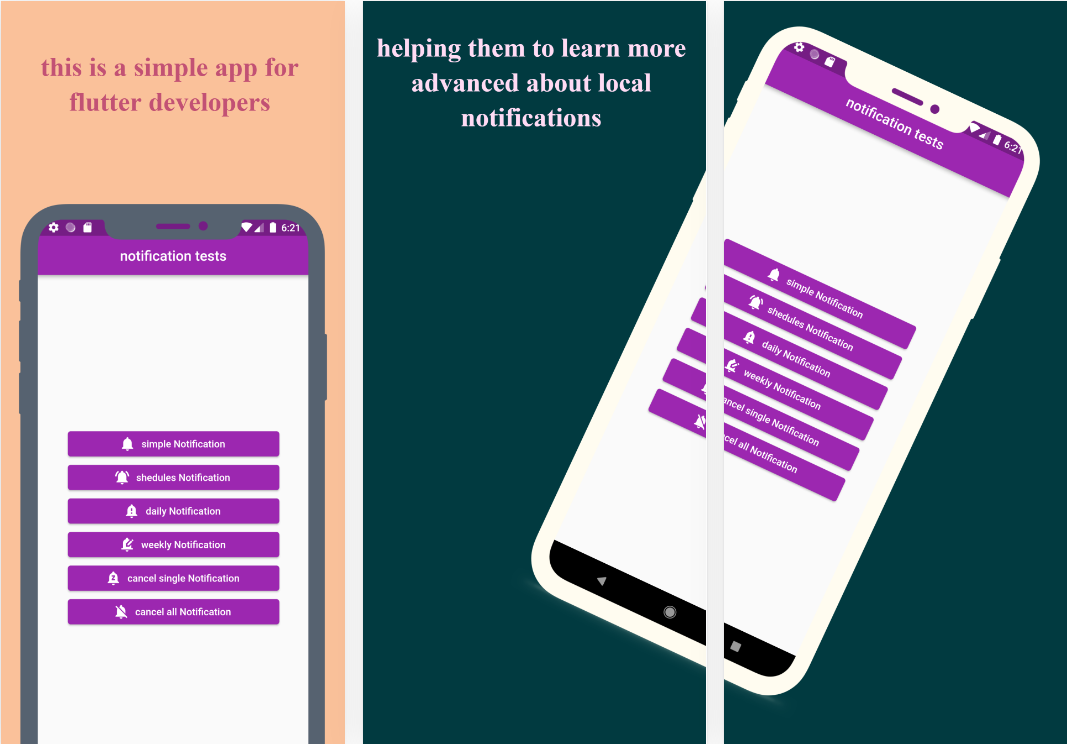 this is a simple app for
flutter developers
6:21
notification tests
simple Notification
shedules Notification
daily Notification
weekly Notification
cancel single Notification
cancel all Notification
helping them to learn more
advanced about local
notifications
6:21
notification tests
simple Notification
shedules Notification
daily Notification
weekly Notification
ancel single Notification
cel all Notification